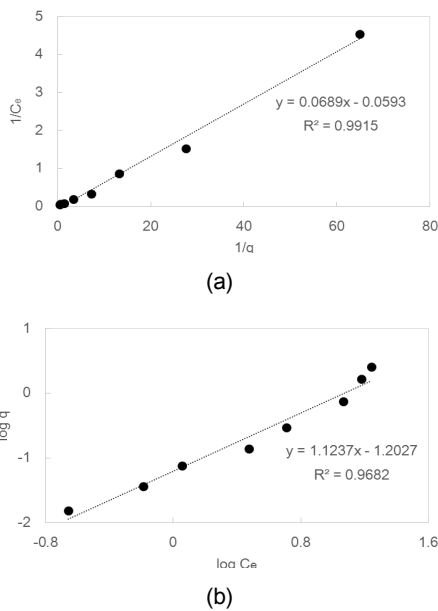 5
4
3
2
1
0
1/Cₑ
y = 0.0689x - 0.0593
R² = 0.9915
0 20 40 60 80
1/q
(a)
1
0
-1
-2
log q
y = 1.1237x - 1.2027
R² = 0.9682
-0.8 0 0.8 1.6
log Cₑ
(b)